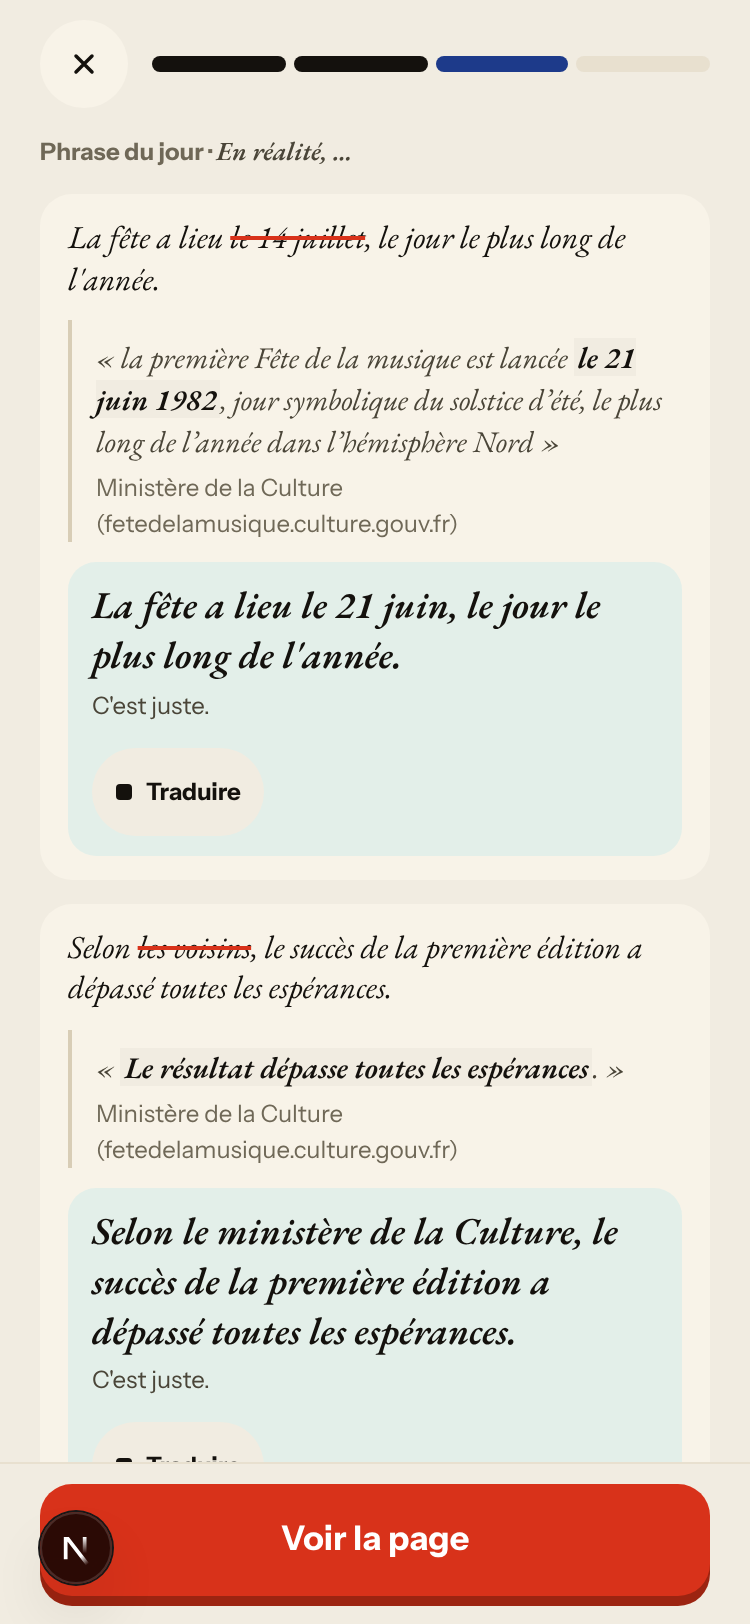 Phrase du jour · En réalité, ...
La fête a lieu le 14 juillet, le jour le plus long de
l'année.
« la première Fête de la musique est lancée le 21
juin 1982, jour symbolique du solstice d’été, le plus
long de l’année dans l’hémisphère Nord »
Ministère de la Culture
(fetedelamusique.culture.gouv.fr)
La fête a lieu le 21 juin, le jour le
plus long de l'année.
C'est juste.
Traduire
Selon les voisins, le succès de la première édition a
dépassé toutes les espérances.
« Le résultat dépasse toutes les espérances. »
Ministère de la Culture
(fetedelamusique.culture.gouv.fr)
Selon le ministère de la Culture, le
succès de la première édition a
dépassé toutes les espérances.
C'est juste.
Traduire
Voir la page
N